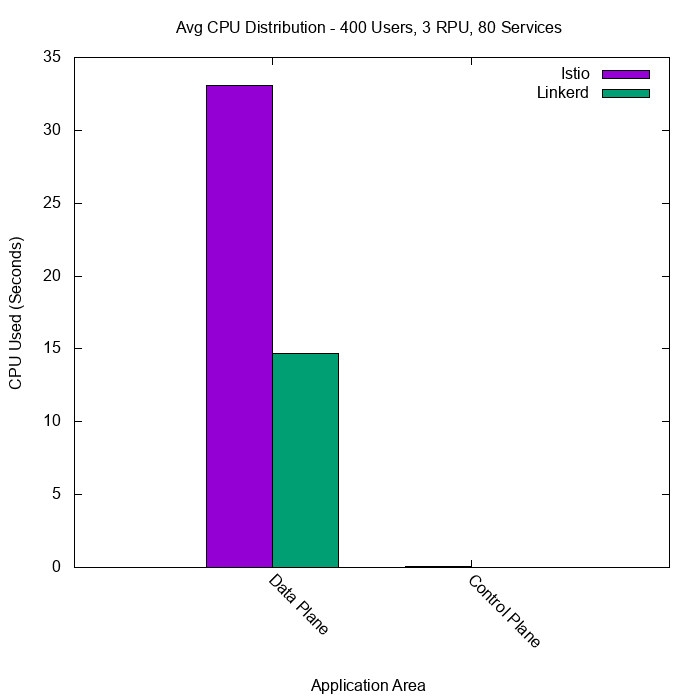 Avg CPU Distribution - 400 Users, 3 RPU, 80 Services
Istio
Linkerd
35
30
25
20
15
10
5
0
CPU Used (Seconds)
Data Plane
Control Plane
Application Area